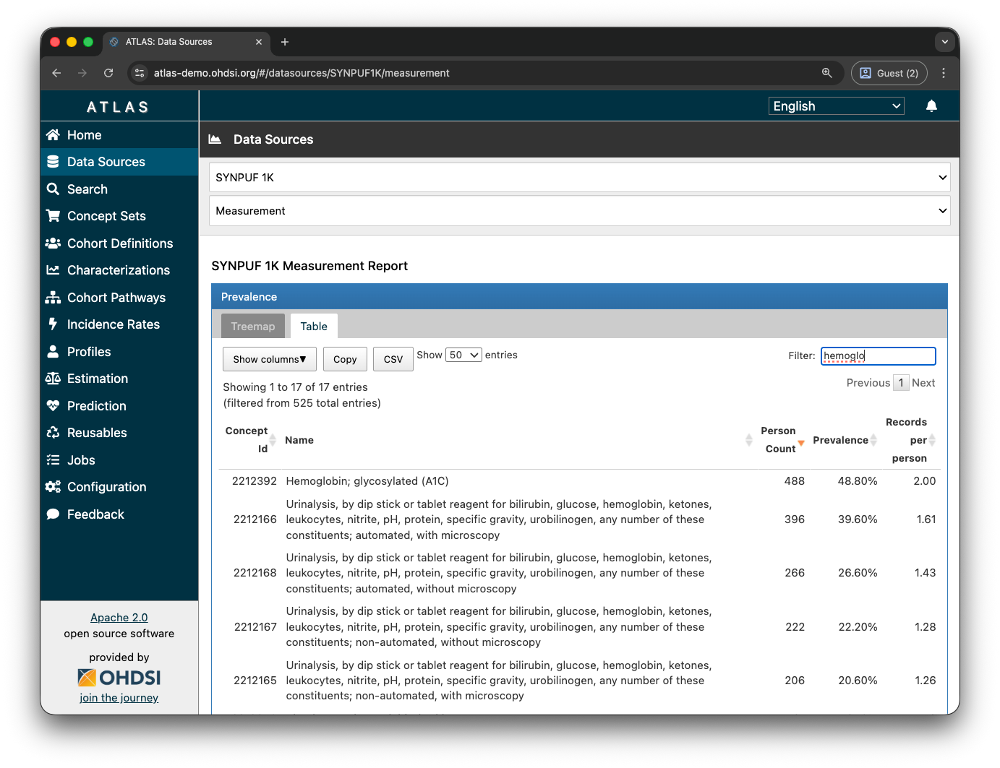 ATLAS: Data Sources
atlas-demo.ohdsi.org/#/datasources/SYNPUF1K/measurement
Guest (2)
ATLAS
English
Home
Data Sources
Search
Concept Sets
Cohort Definitions
Characterizations
Cohort Pathways
Incidence Rates
Profiles
Estimation
Prediction
Reusables
Jobs
Configuration
Feedback
Apache 2.0
open source software
provided by
OHDSI
join the journey
Data Sources
SYNPUF 1K
Measurement
SYNPUF 1K Measurement Report
Prevalence
Treemap Table
Show columns▼ Copy CSV Show 50 entries Filter: hemoglo
Showing 1 to 17 of 17 entries
(filtered from 525 total entries)
Previous 1 Next
Concept Id Name Person Count Prevalence Records per person
2212392 Hemoglobin; glycosylated (A1C) 488 48.80% 2.00
Urinalysis, by dip stick or tablet reagent for bilirubin, glucose, hemoglobin, ketones,
2212166 leukocytes, nitrite, pH, protein, specific gravity, urobilinogen, any number of these 396 39.60% 1.61
constituents; automated, with microscopy
Urinalysis, by dip stick or tablet reagent for bilirubin, glucose, hemoglobin, ketones,
2212168 leukocytes, nitrite, pH, protein, specific gravity, urobilinogen, any number of these 266 26.60% 1.43
constituents; automated, without microscopy
Urinalysis, by dip stick or tablet reagent for bilirubin, glucose, hemoglobin, ketones,
2212167 leukocytes, nitrite, pH, protein, specific gravity, urobilinogen, any number of these 222 22.20% 1.28
constituents; non-automated, without microscopy
Urinalysis, by dip stick or tablet reagent for bilirubin, glucose, hemoglobin, ketones,
2212165 leukocytes, nitrite, pH, protein, specific gravity, urobilinogen, any number of these 206 20.60% 1.26
constituents; non-automated, with microscopy